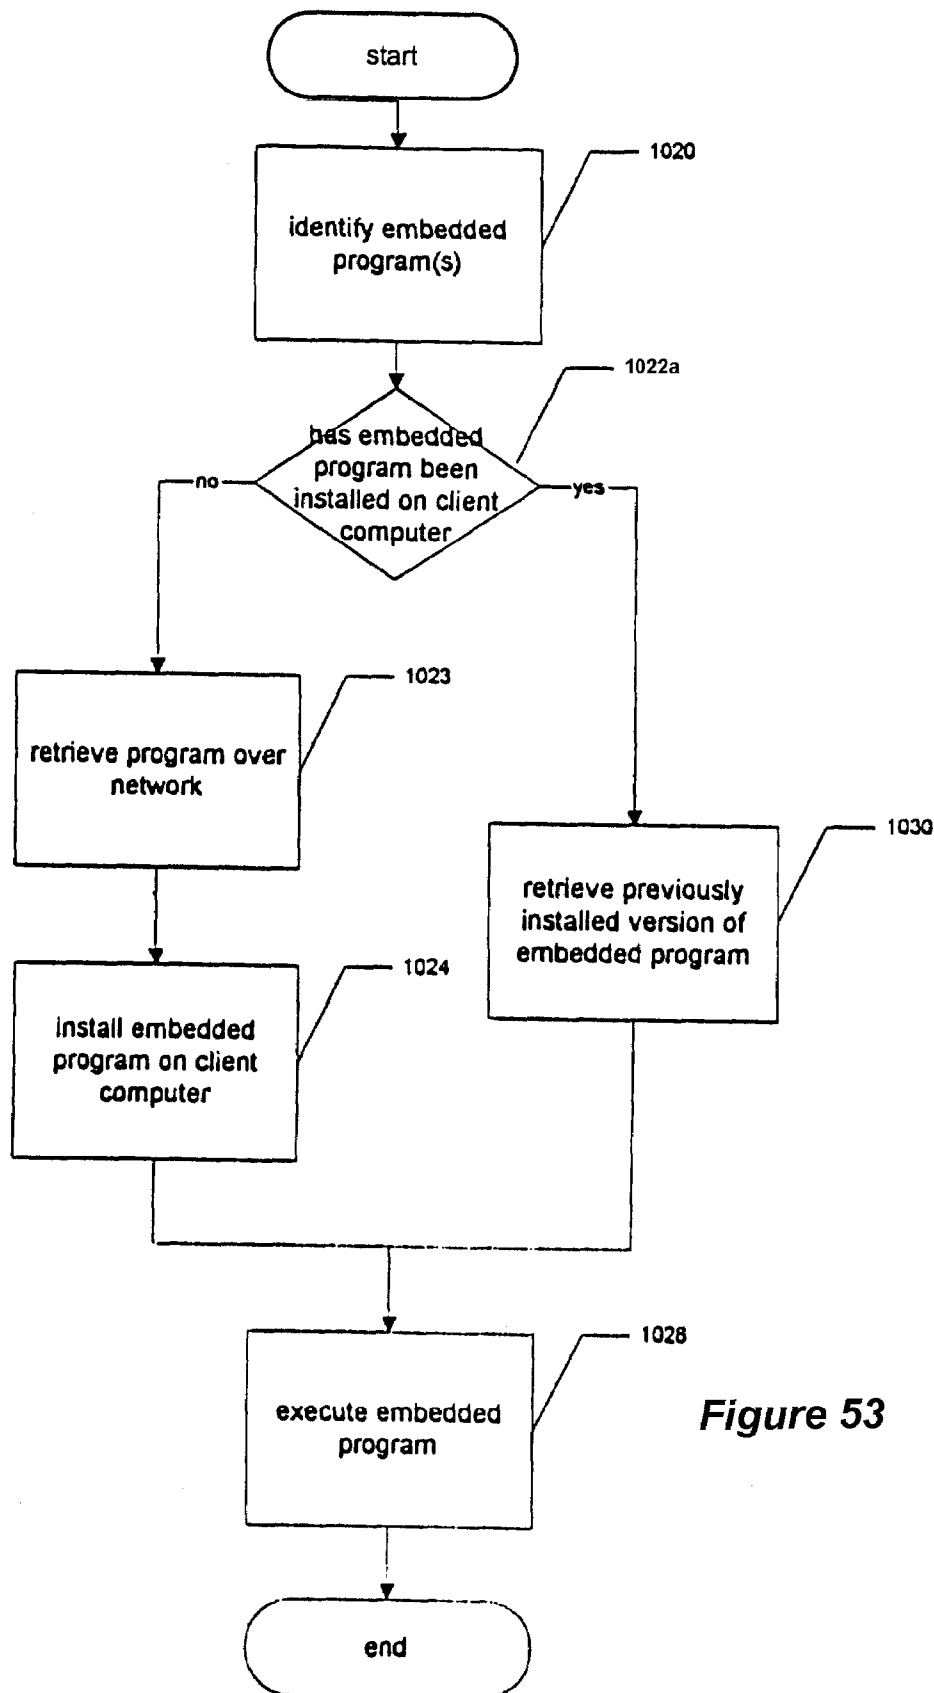 start
1020
identify embedded
program(s)
1022a
has embedded
program been
installed on client
computer
no
yes
1023
retrieve program over
network
1030
retrieve previously
installed version of
embedded program
1024
install embedded
program on client
computer
1028
execute embedded
program
Figure 53
end